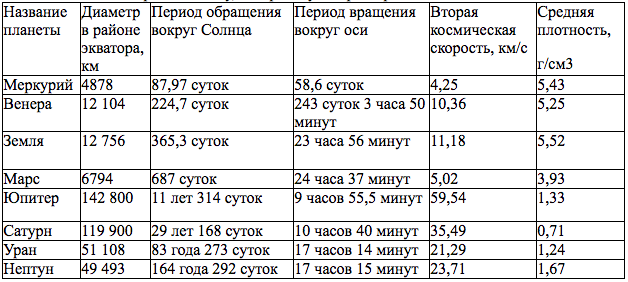 Название планеты | Диаметр в районе экватора, км | Период обращения вокруг Солнца | Период вращения вокруг оси | Вторая космическая скорость, км/с | Средняя плотность, г/см3
Меркурий | 4878 | 87,97 суток | 58,6 суток | 4,25 | 5,43
Венера | 12 104 | 224,7 суток | 243 суток 3 часа 50 минут | 10,36 | 5,25
Земля | 12 756 | 365,3 суток | 23 часа 56 минут | 11,18 | 5,52
Марс | 6794 | 687 суток | 24 часа 37 минут | 5,02 | 3,93
Юпитер | 142 800 | 11 лет 314 суток | 9 часов 55,5 минут | 59,54 | 1,33
Сатурн | 119 900 | 29 лет 168 суток | 10 часов 40 минут | 35,49 | 0,71
Уран | 51 108 | 83 года 273 суток | 17 часов 14 минут | 21,29 | 1,24
Нептун | 49 493 | 164 года 292 суток | 17 часов 15 минут | 23,71 | 1,67